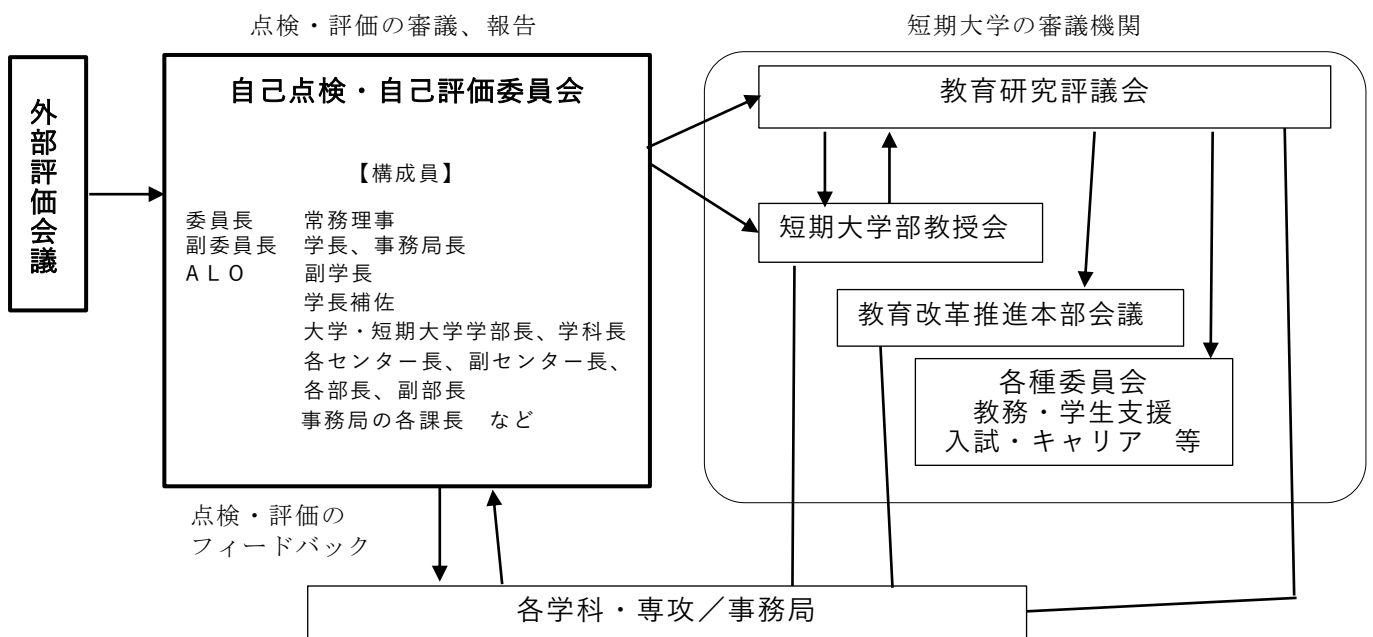 点検・評価の審議、報告
短期大学の審議機関
外部評価会議
自己点検・自己評価委員会
【構成員】
委員長 常務理事
副委員長 学長、事務局長
ALO 副学長
学長補佐
大学・短期大学学部長、学科長
各センター長、副センター長、
各部長、副部長
事務局の各課長 など
教育研究評議会
短期大学部教授会
教育改革推進本部会議
各種委員会
教務・学生支援
入試・キャリア 等
点検・評価の
フィードバック
各学科・専攻／事務局